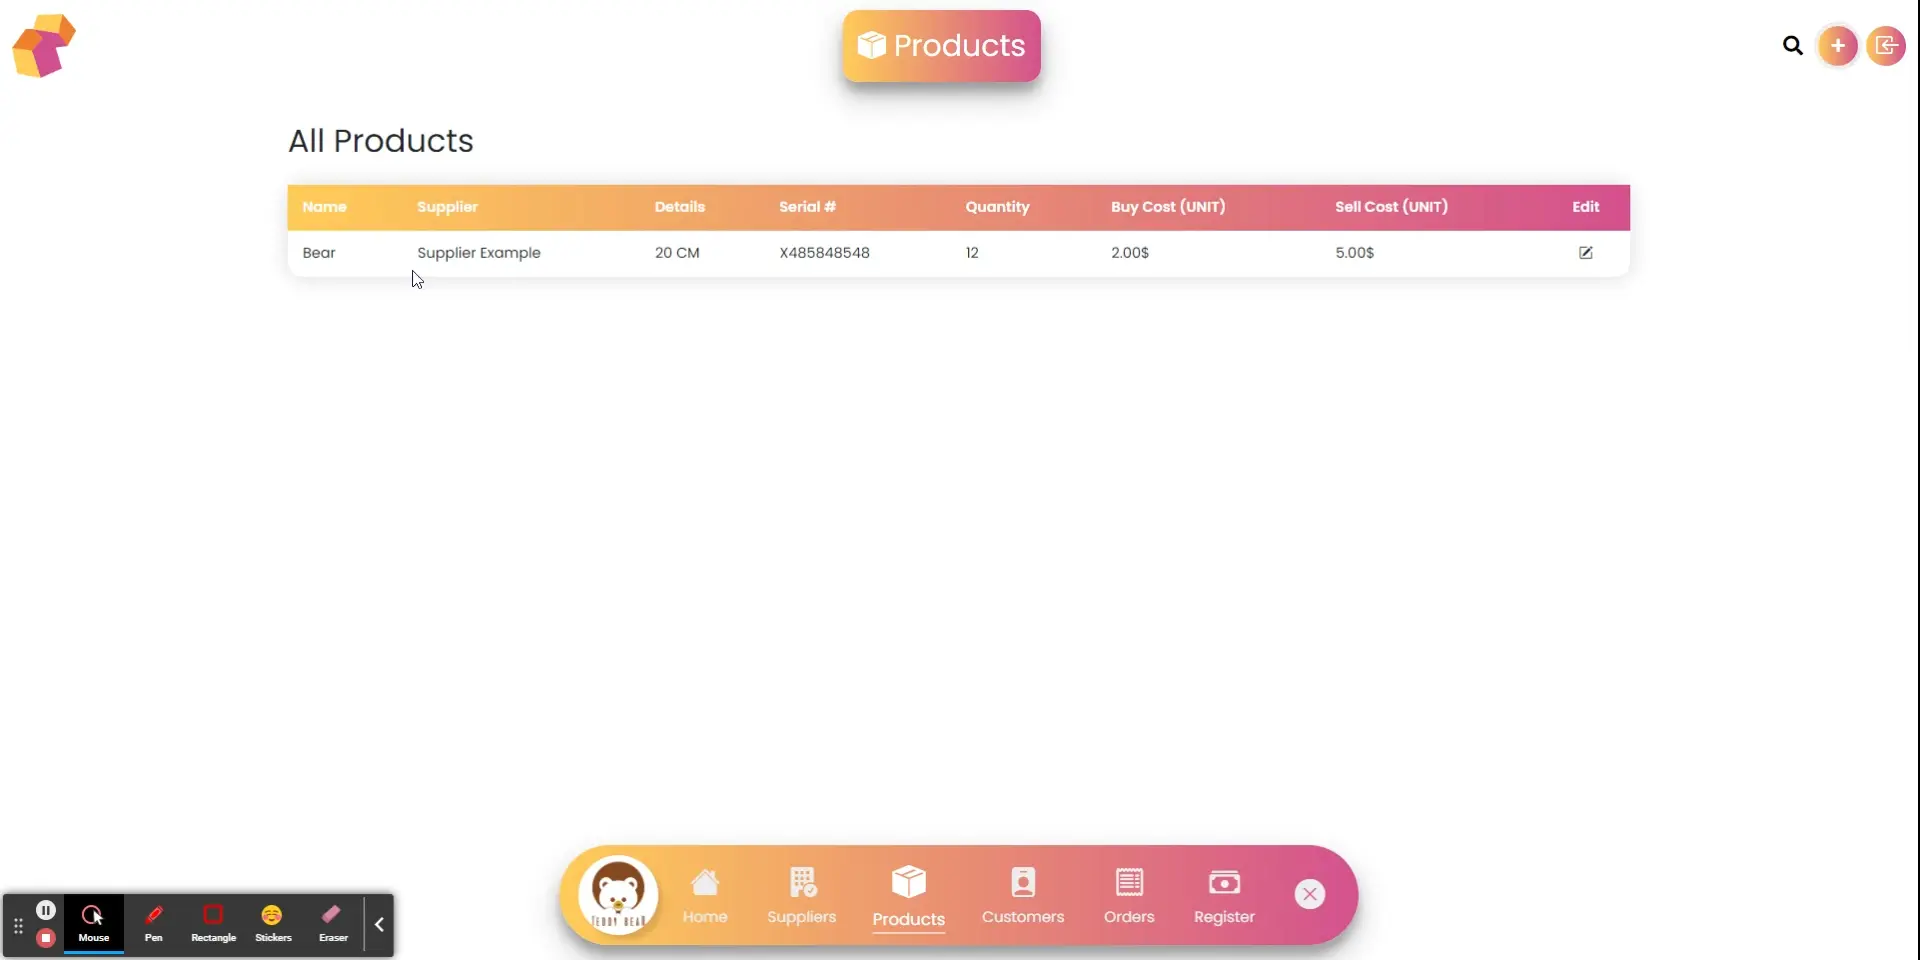 Products
All Products
Name Supplier Details Serial # Quantity Buy Cost (UNIT) Sell Cost (UNIT) Edit
Bear Supplier Example 20 CM X485848548 12 2.00$ 5.00$
TEDDY BEAR
Home Suppliers Products Customers Orders Register
Mouse Pen Rectangle Stickers Eraser